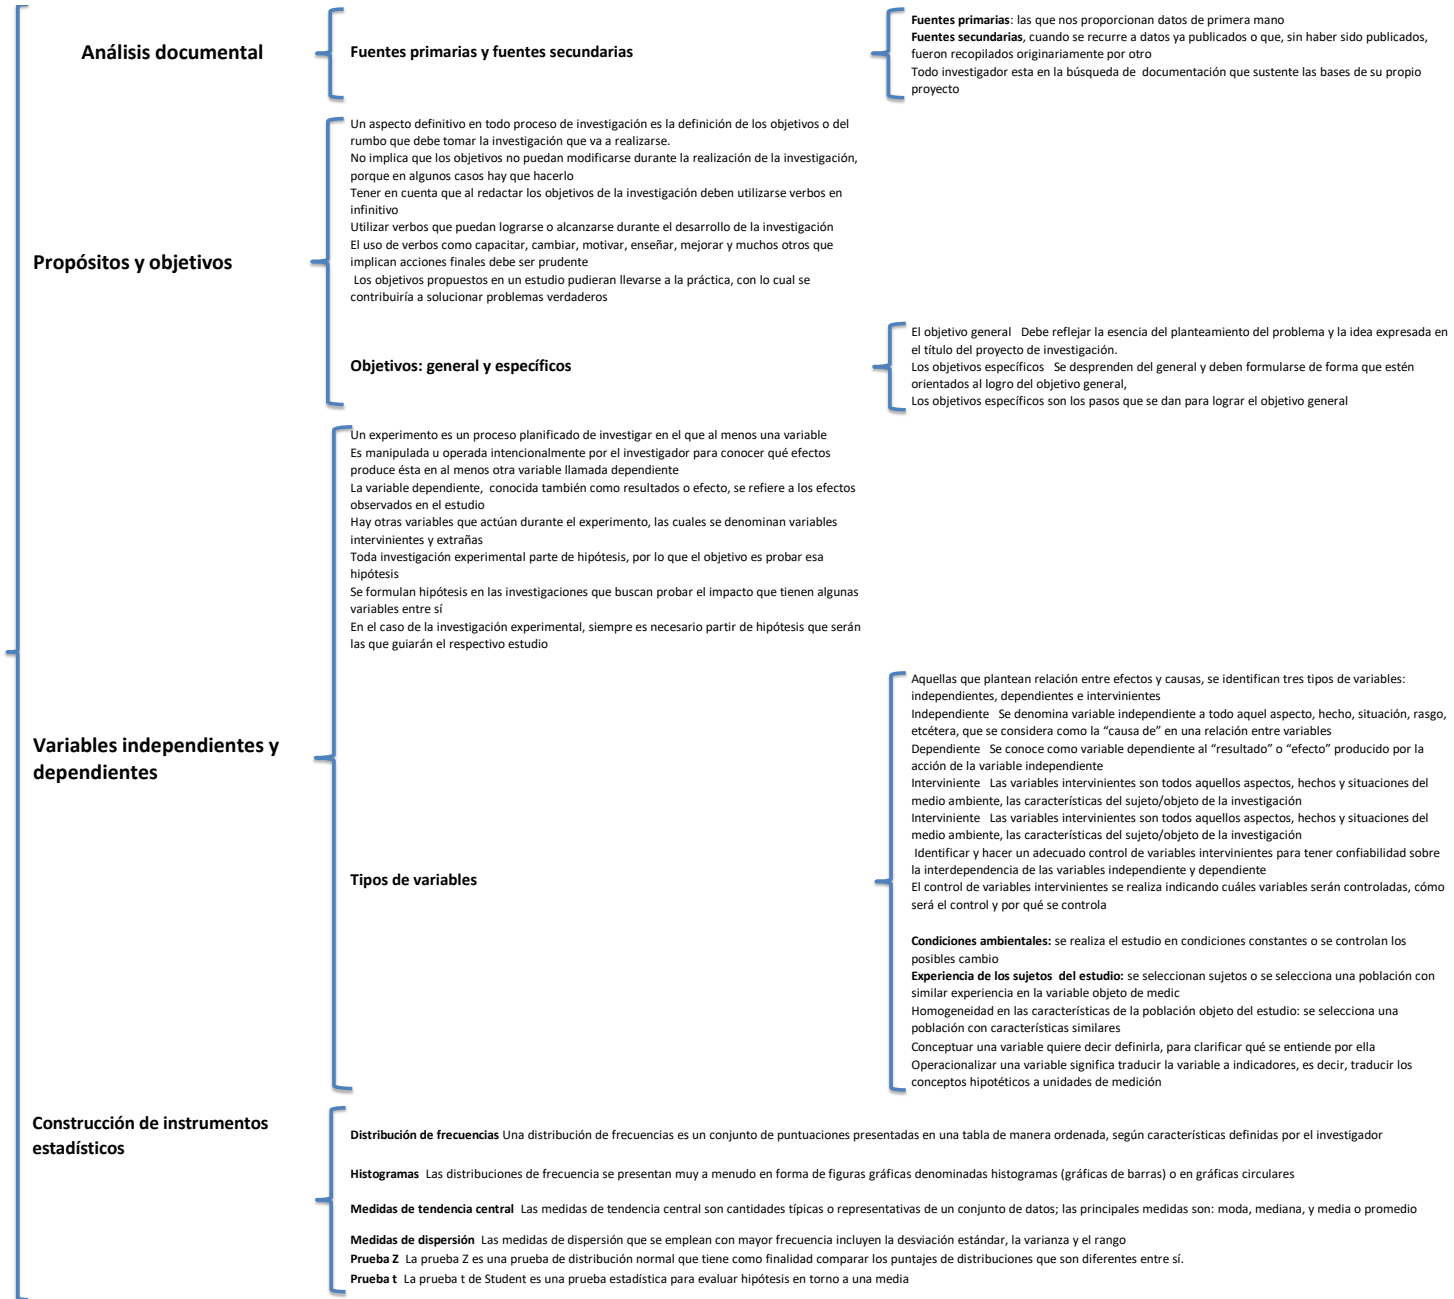 Análisis documental
Fuentes primarias y fuentes secundarias
Fuentes primarias: las que nos proporcionan datos de primera mano
Fuentes secundarias, cuando se recurre a datos ya publicados o que, sin haber sido publicados,
fueron recopilados originariamente por otro
Todo investigador esta en la búsqueda de documentación que sustente las bases de su propio
proyecto
Propósitos y objetivos
Un aspecto definitivo en todo proceso de investigación es la definición de los objetivos o del
rumbo que debe tomar la investigación que va a realizarse.
No implica que los objetivos no puedan modificarse durante la realización de la investigación,
porque en algunos casos hay que hacerlo
Tener en cuenta que al redactar los objetivos de la investigación deben utilizarse verbos en
infinitivo
Utilizar verbos que puedan lograrse o alcanzarse durante el desarrollo de la investigación
El uso de verbos como capacitar, cambiar, motivar, enseñar, mejorar y muchos otros que
implican acciones finales debe ser prudente
Los objetivos propuestos en un estudio pudieran llevarse a la práctica, con lo cual se
contribuiría a solucionar problemas verdaderos
Objetivos: general y específicos
El objetivo general Debe reflejar la esencia del planteamiento del problema y la idea expresada en
el título del proyecto de investigación.
Los objetivos específicos Se desprenden del general y deben formularse de forma que estén
orientados al logro del objetivo general,
Los objetivos específicos son los pasos que se dan para lograr el objetivo general
Variables independientes y
dependientes
Un experimento es un proceso planificado de investigar en el que al menos una variable
Es manipulada u operada intencionalmente por el investigador para conocer qué efectos
produce ésta en al menos otra variable llamada dependiente
La variable dependiente, conocida también como resultados o efecto, se refiere a los efectos
observados en el estudio
Hay otras variables que actúan durante el experimento, las cuales se denominan variables
intervinientes y extrañas
Toda investigación experimental parte de hipótesis, por lo que el objetivo es probar esa
hipótesis
Se formulan hipótesis en las investigaciones que buscan probar el impacto que tienen algunas
variables entre sí
En el caso de la investigación experimental, siempre es necesario partir de hipótesis que serán
las que guiarán el respectivo estudio
Tipos de variables
Aquellas que plantean relación entre efectos y causas, se identifican tres tipos de variables:
independientes, dependientes e intervinientes
Independiente Se denomina variable independiente a todo aquel aspecto, hecho, situación, rasgo,
etcétera, que se considera como la “causa de” en una relación entre variables
Dependiente Se conoce como variable dependiente al “resultado” o “efecto” producido por la
acción de la variable independiente
Interviniente Las variables intervinientes son todos aquellos aspectos, hechos y situaciones del
medio ambiente, las características del sujeto/objeto de la investigación
Interviniente Las variables intervinientes son todos aquellos aspectos, hechos y situaciones del
medio ambiente, las características del sujeto/objeto de la investigación
Identificar y hacer un adecuado control de variables intervinientes para tener confiabilidad sobre
la interdependencia de las variables independiente y dependiente
El control de variables intervinientes se realiza indicando cuáles variables serán controladas, cómo
será el control y por qué se controla
Condiciones ambientales: se realiza el estudio en condiciones constantes o se controlan los
posibles cambio
Experiencia de los sujetos del estudio: se seleccionan sujetos o se selecciona una población con
similar experiencia en la variable objeto de medic
Homogeneidad en las características de la población objeto del estudio: se selecciona una
población con características similares
Conceptuar una variable quiere decir definirla, para clarificar qué se entiende por ella
Operacionalizar una variable significa traducir la variable a indicadores, es decir, traducir los
conceptos hipotéticos a unidades de medición
Construcción de instrumentos
estadísticos
Distribución de frecuencias Una distribución de frecuencias es un conjunto de puntuaciones presentadas en una tabla de manera ordenada, según características definidas por el investigador
Histogramas Las distribuciones de frecuencia se presentan muy a menudo en forma de figuras gráficas denominadas histogramas (gráficas de barras) o en gráficas circulares
Medidas de tendencia central Las medidas de tendencia central son cantidades típicas o representativas de un conjunto de datos; las principales medidas son: moda, mediana, y media o promedio
Medidas de dispersión Las medidas de dispersión que se emplean con mayor frecuencia incluyen la desviación estándar, la varianza y el rango
Prueba Z La prueba Z es una prueba de distribución normal que tiene como finalidad comparar los puntajes de distribuciones que son diferentes entre sí.
Prueba t La prueba t de Student es una prueba estadística para evaluar hipótesis en torno a una media